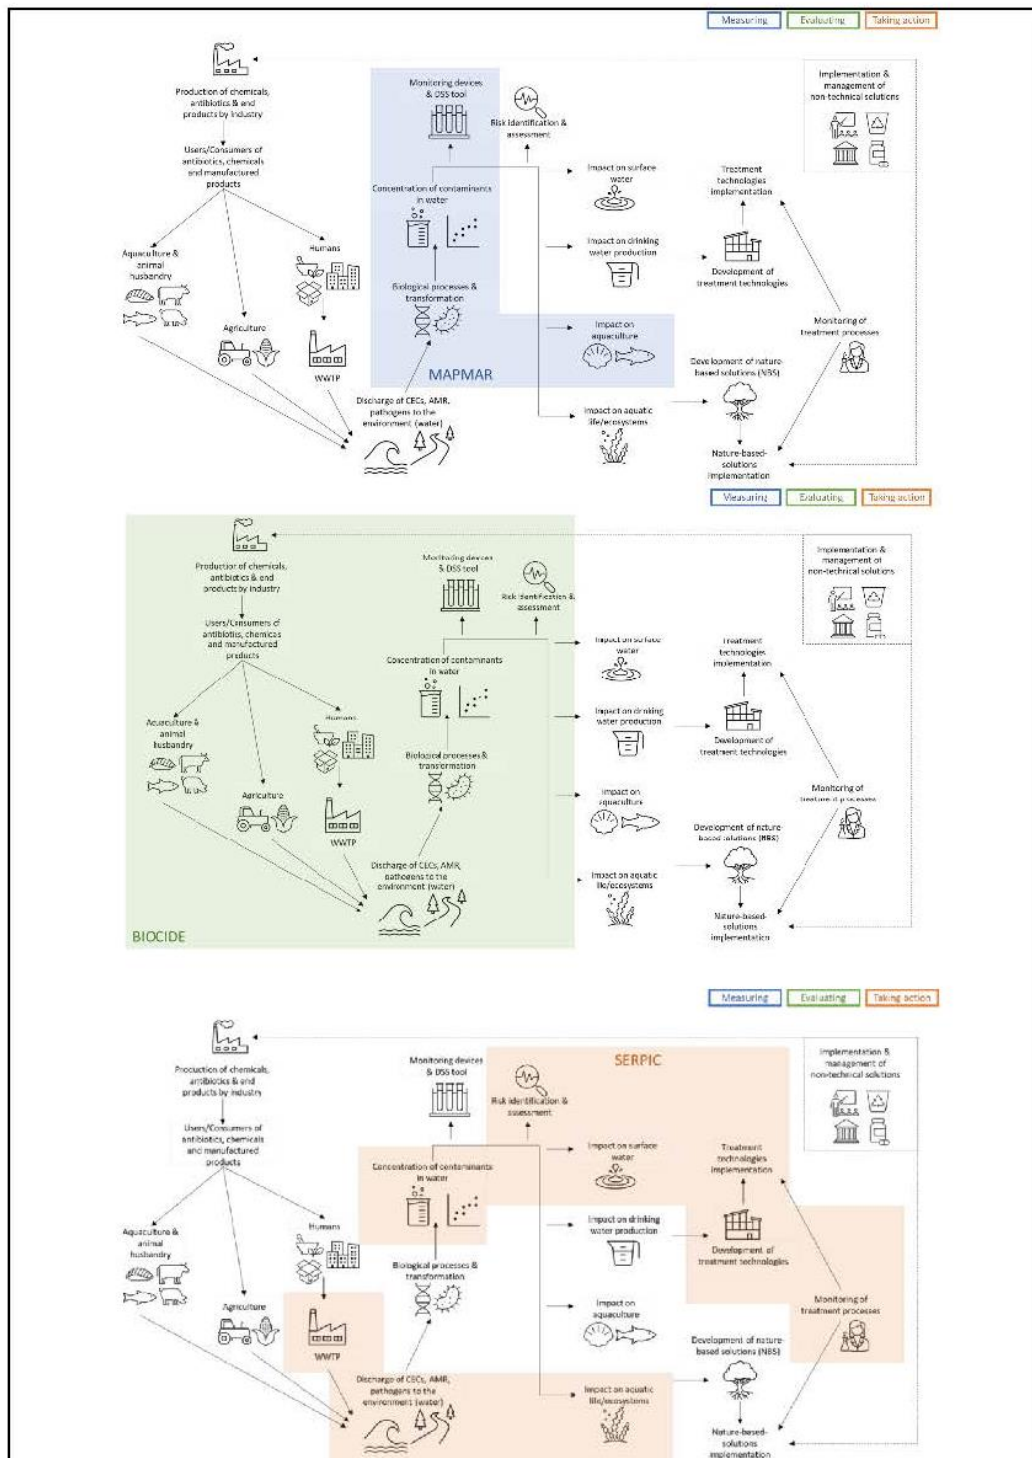 Measuring
Evaluating
Taking action
Production of chemicals,
antibiotics & end
products by industry
Users/Consumers of
antibiotics, chemicals
and manufactured
products
Aquaculture &
animal
husbandry
Agriculture
Humans
WWTP
Discharge of CECs, AMR,
pathogens to the
environment (water)
Biological processes &
transformation
Concentration of contaminants
in water
Monitoring devices
& DSS tool
Risk identification &
assessment
MAPMAR
Impact on surface
water
Impact on drinking
water production
Impact on
aquaculture
Impact on aquatic
life/ecosystems
Treatment
technologies
implementation
Development of
treatment technologies
Development of nature-
based solutions (NBS)
Nature-based-
solutions
implementation
Monitoring of
treatment processes
Implementation &
management of
non-technical solutions
Measuring
Evaluating
Taking action
Production of chemicals,
antibiotics & end
products by industry
Users/Consumers of
antibiotics, chemicals
and manufactured
products
Aquaculture &
animal
husbandry
Agriculture
Humans
WWTP
Discharge of CECs, AMR,
pathogens to the
environment (water)
Biological processes &
transformation
Concentration of contaminants
in water
Monitoring devices
& DSS tool
Risk identification &
assessment
BIOCIDE
Impact on surface
water
Impact on drinking
water production
Impact on
aquaculture
Impact on aquatic
life/ecosystems
Treatment
technologies
implementation
Development of
treatment technologies
Development of nature-
based solutions (NBS)
Nature-based-
solutions
implementation
Monitoring of
treatment processes
Implementation &
management of
non-technical solutions
Measuring
Evaluating
Taking action
Production of chemicals,
antibiotics & end
products by industry
Users/Consumers of
antibiotics, chemicals
and manufactured
products
Aquaculture &
animal
husbandry
Agriculture
Humans
WWTP
Discharge of CECs, AMR,
pathogens to the
environment (water)
Biological processes &
transformation
Concentration of contaminants
in water
Monitoring devices
& DSS tool
Risk identification &
assessment
SERPIC
Impact on surface
water
Impact on drinking
water production
Impact on
aquaculture
Impact on aquatic
life/ecosystems
Treatment
technologies
implementation
Development of
treatment technologies
Development of nature-
based solutions (NBS)
Nature-based-
solutions
implementation
Monitoring of
treatment processes
Implementation &
management of
non-technical solutions